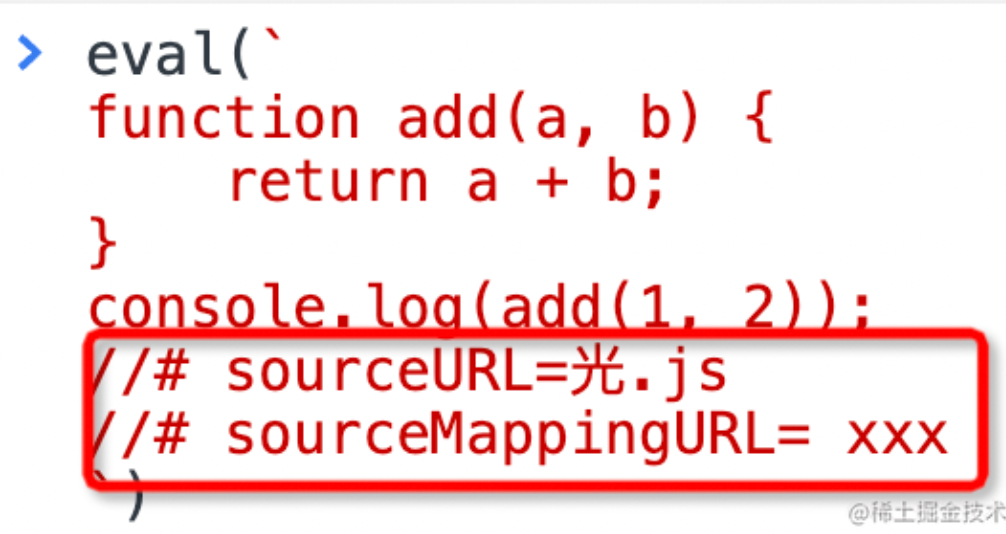 > eval(`
function add(a, b) {
    return a + b;
}
console.log(add(1, 2));
//# sourceURL=光.js
//# sourceMappingURL= xxx
`)
@稀土掘金技术